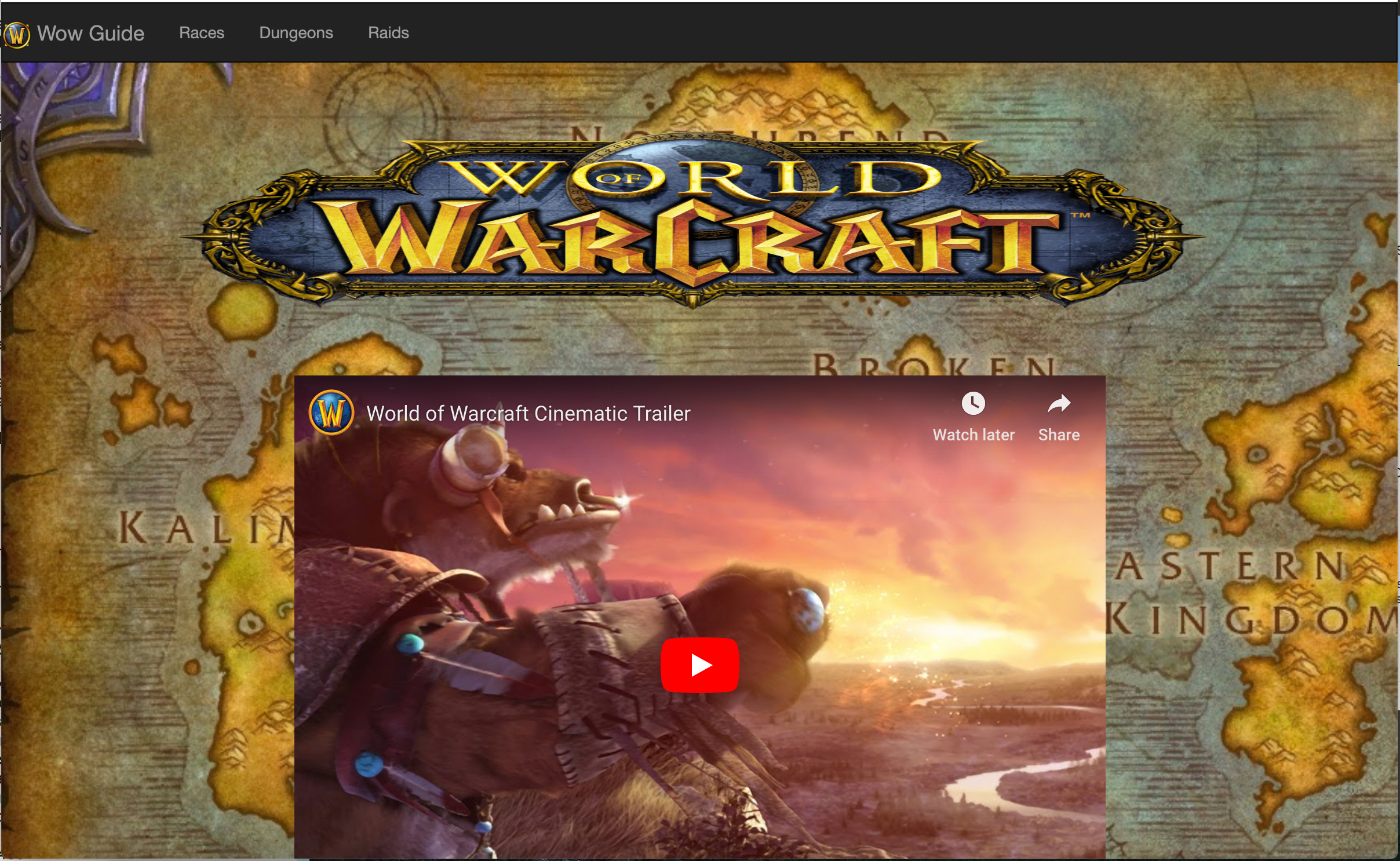 Wow Guide Races Dungeons Raids
NORTHREND
WORLD OF
WARCRAFT™
BROKEN
World of Warcraft Cinematic Trailer
Watch later Share
KALIM
ASTERN
KINGDOM